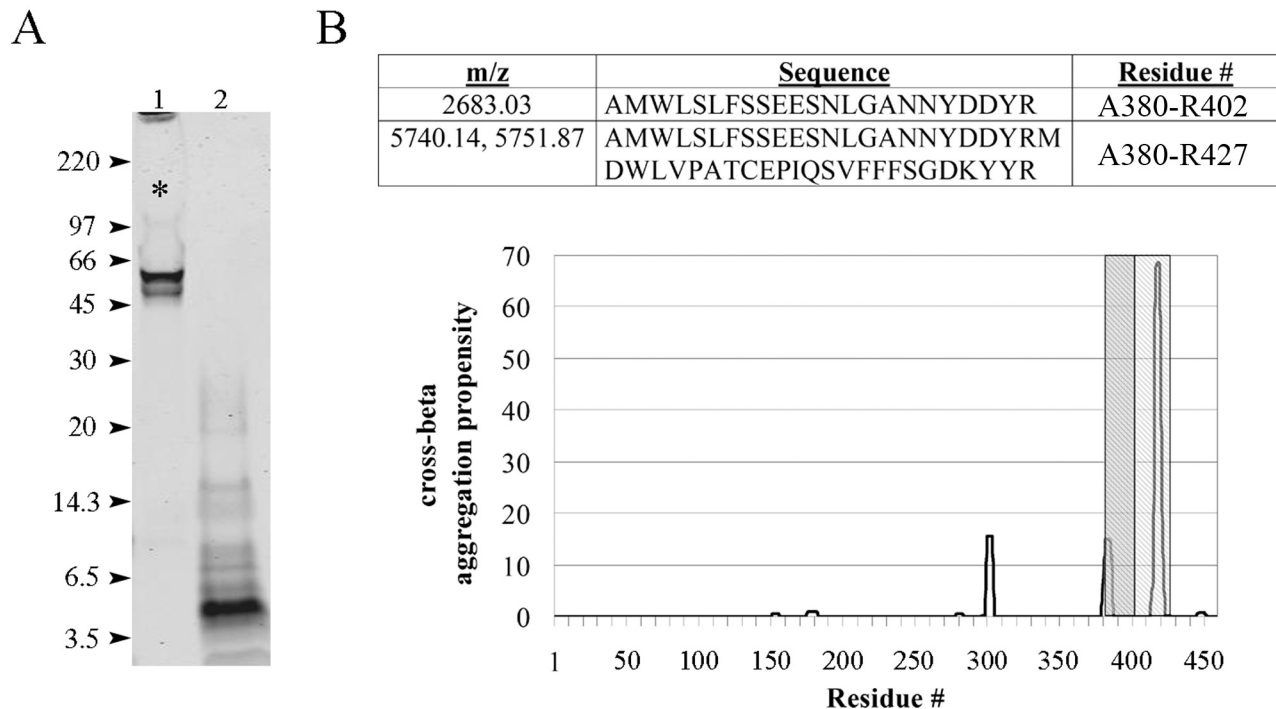 A
B
1 2
220
*
97
66
45
30
20
14.3
6.5
3.5
m/z Sequence Residue #
2683.03 AMWLSLFSSEESNLGANNYDDYR A380-R402
5740.14, 5751.87 AMWLSLFSSEESNLGANNYDDYRM
DWLVPATCEPIQSVFFFSGDKYYR A380-R427
cross-beta
aggregation propensity
70
60
50
40
30
20
10
0
1 50 100 150 200 250 300 350 400 450
Residue #